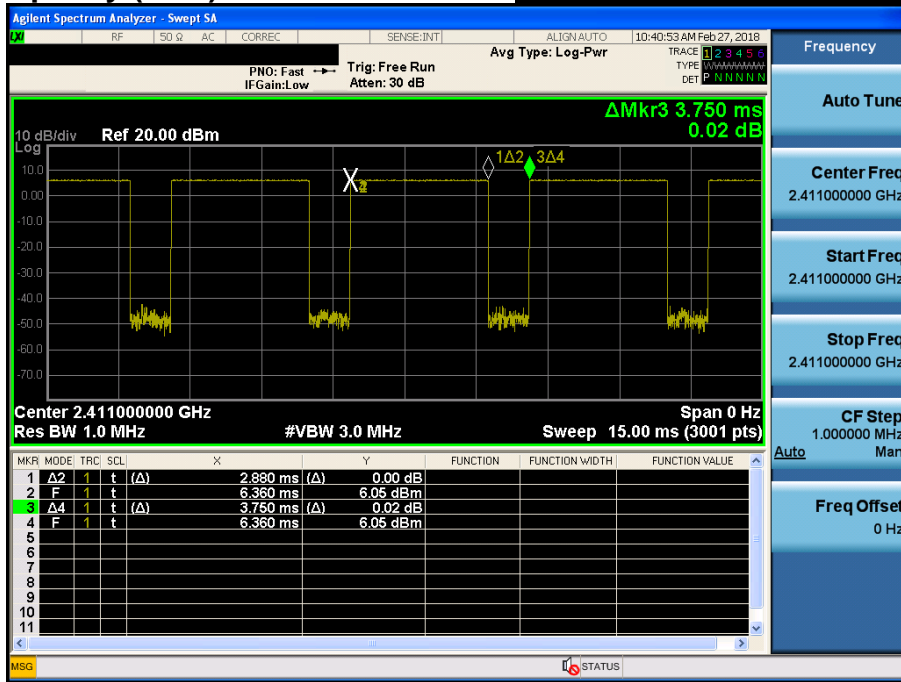 Agilent Spectrum Analyzer - Swept SA
LXI RF 50 Ω AC CORREC SENSE:INT ALIGN AUTO 10:40:53 AM Feb 27, 2018
Frequency
Avg Type: Log-Pwr TRACE 1 2 3 4 5 6
PNO: Fast Trig: Free Run TYPE WWWWWW
IFGain:Low Atten: 30 dB DET P N N N N N
Auto Tune
ΔMkr3 3.750 ms
10 dB/div Ref 20.00 dBm 0.02 dB
Log
1Δ2 3Δ4
10.0
0.00
-10.0
-20.0
-30.0
-40.0
-50.0
-60.0
-70.0
Center Freq
2.411000000 GHz
Start Freq
2.411000000 GHz
Stop Freq
2.411000000 GHz
Center 2.411000000 GHz Span 0 Hz
Res BW 1.0 MHz #VBW 3.0 MHz Sweep 15.00 ms (3001 pts)
CF Step
1.000000 MHz
Auto Man
MKR MODE TRC SCL X Y FUNCTION FUNCTION WIDTH FUNCTION VALUE
1 Δ2 1 t (Δ) 2.880 ms (Δ) 0.00 dB
2 F 1 t 6.360 ms 6.05 dBm
3 Δ4 1 t (Δ) 3.750 ms (Δ) 0.02 dB
4 F 1 t 6.360 ms 6.05 dBm
5
6
7
8
9
10
11
Freq Offset
0 Hz
MSG STATUS